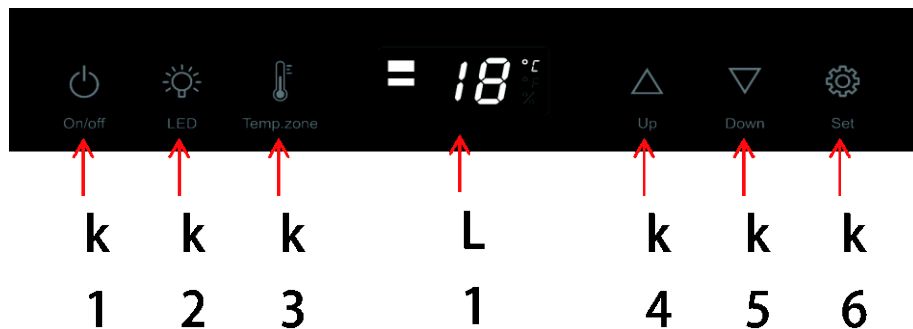 18 °C
°F
%
On/off LED Temp.zone Up Down Set
k k k L k k k
1 2 3 1 4 5 6